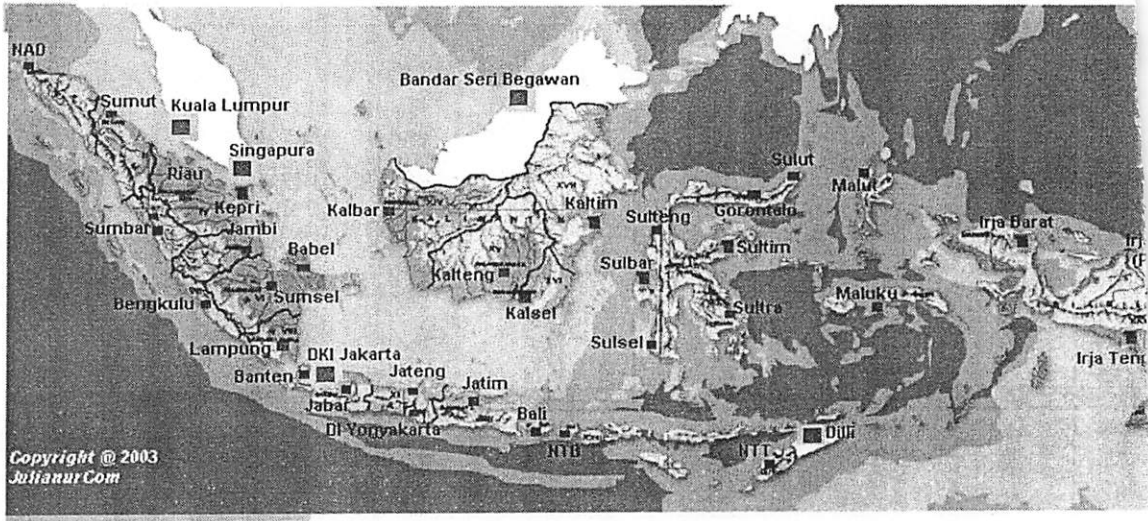 NAD
Sumut
Kuala Lumpur
Bandar Seri Begawan
Singapura
Riau
Kepri
Kalbar
Kaltim
Sulut
Malut
Gorontalo
Sulteng
Irja Barat
Sumbar
Jambi
Babel
Kalteng
Sulbar
Sultim
Bengkulu
Sumsel
Kalsel
Sultra
Maluku
Lampung
Sulsel
Irja Teng
DKI Jakarta
Banten
Jateng
Jatim
Jabar
Bali
DI Yogyakarta
NTB
NTT
Dili
Copyright @ 2003
JulianurCom